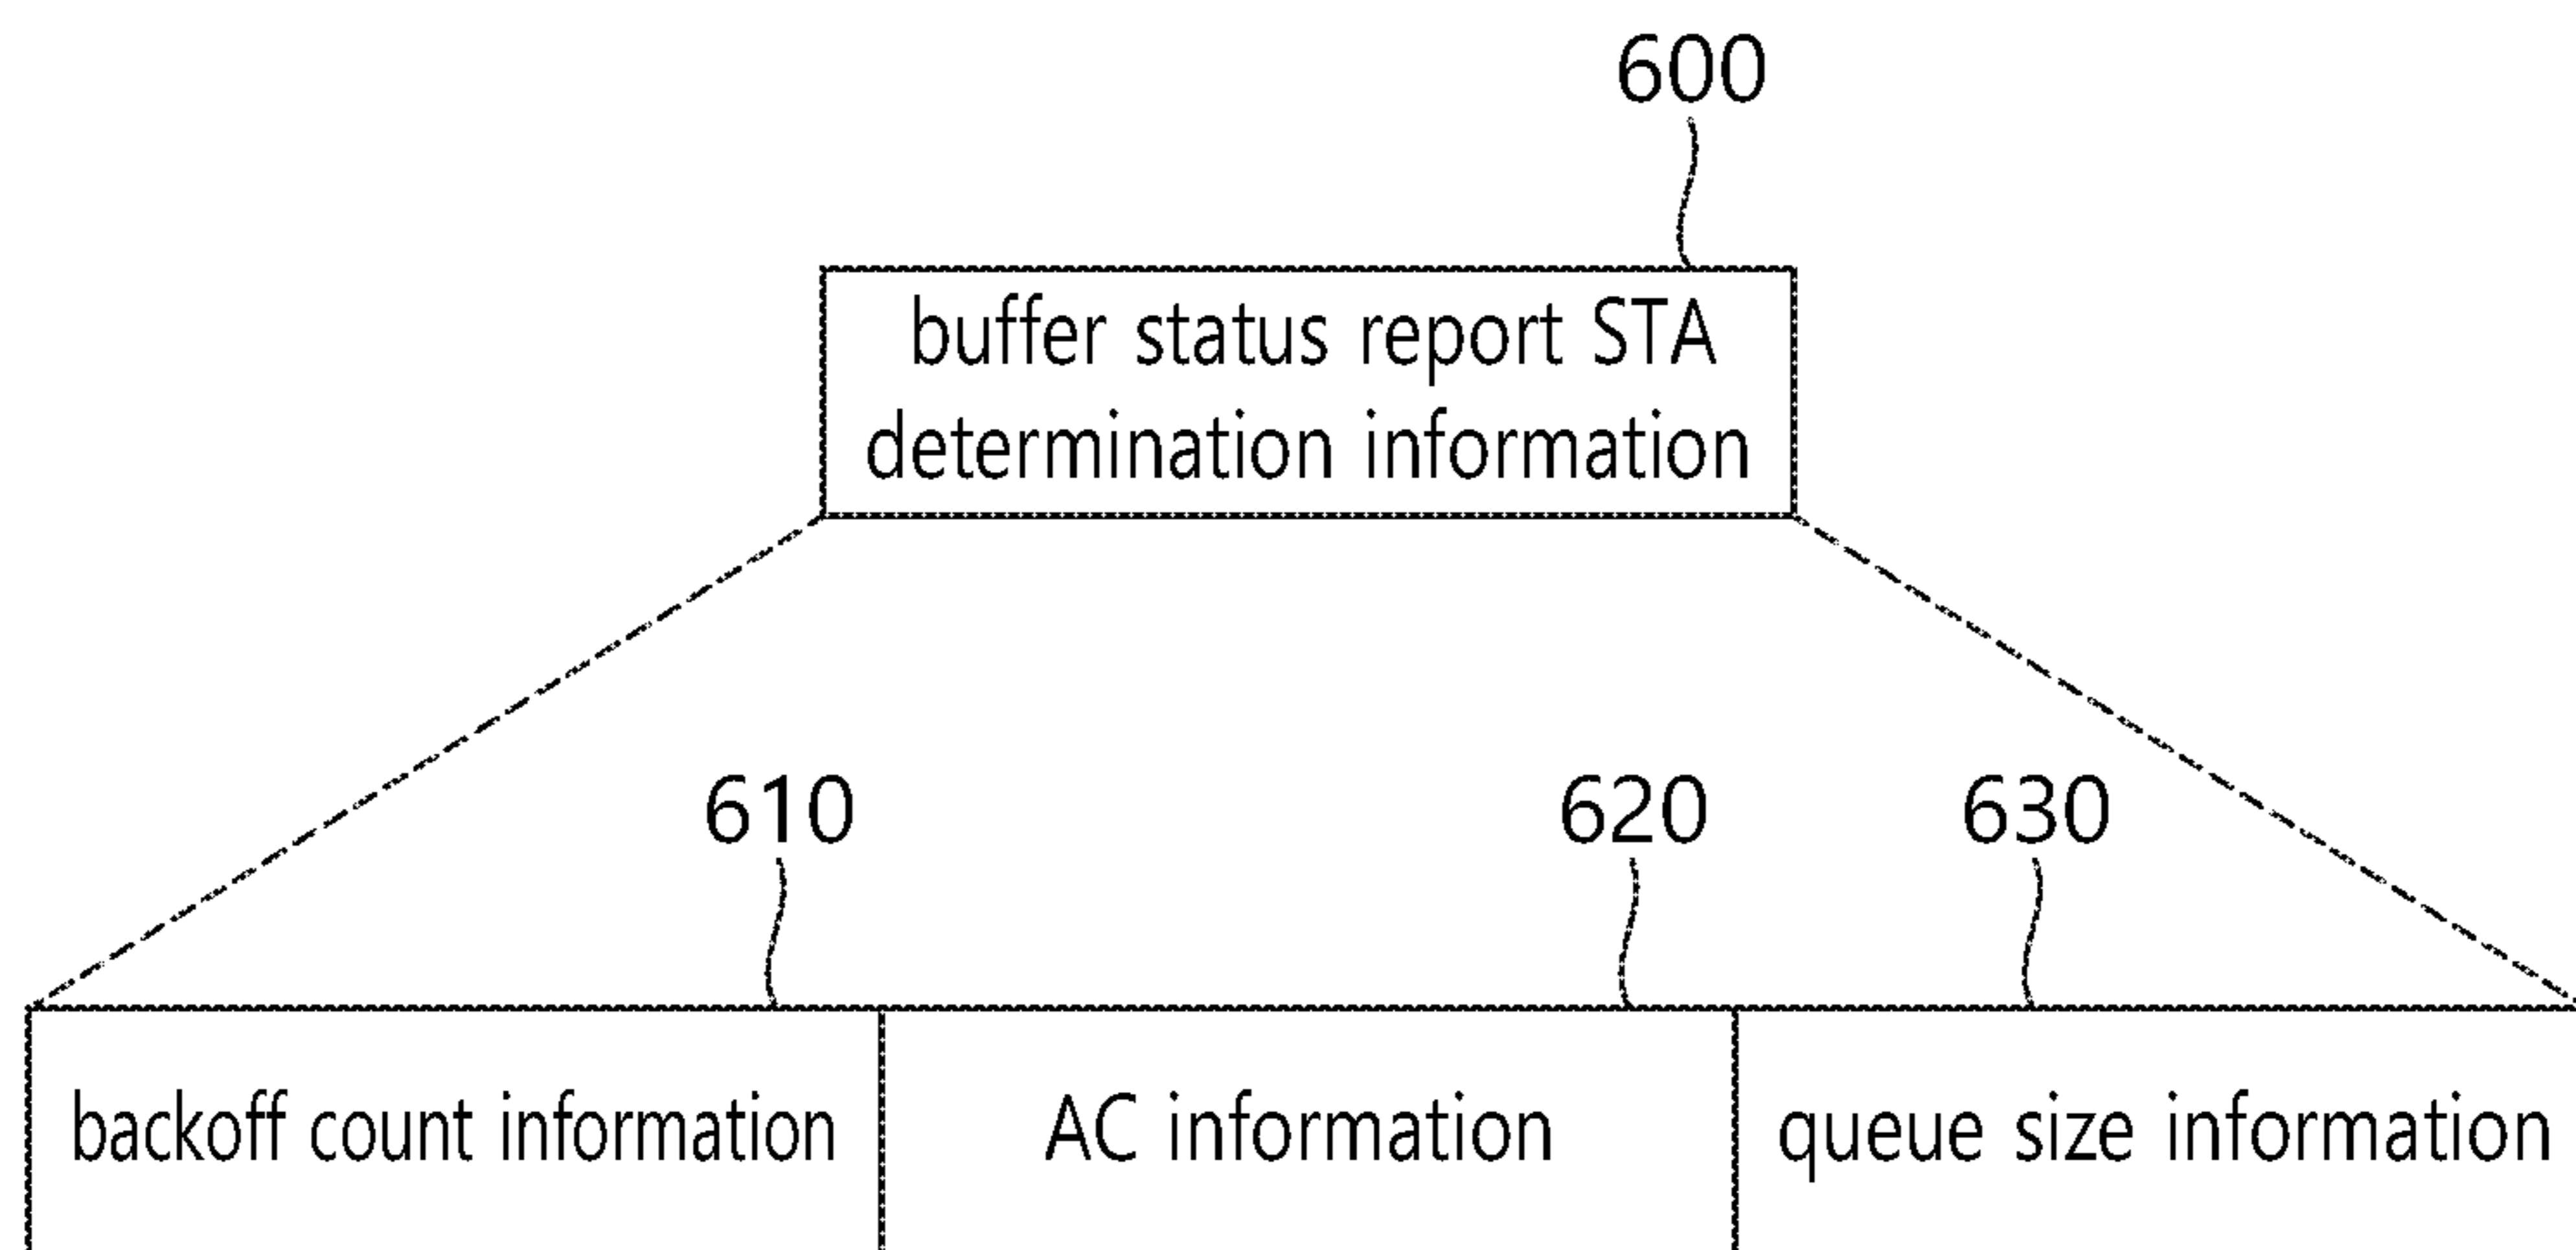 600
buffer status report STA
determination information
610
620
630
backoff count information
AC information
queue size information